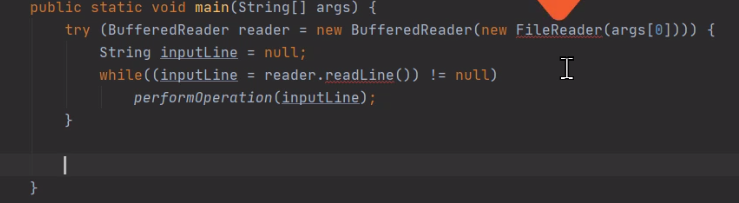 public static void main(String[] args) {
    try (BufferedReader reader = new BufferedReader(new FileReader(args[0]))) {
        String inputLine = null;
        while((inputLine = reader.readLine()) != null)
            performOperation(inputLine);
    }
}